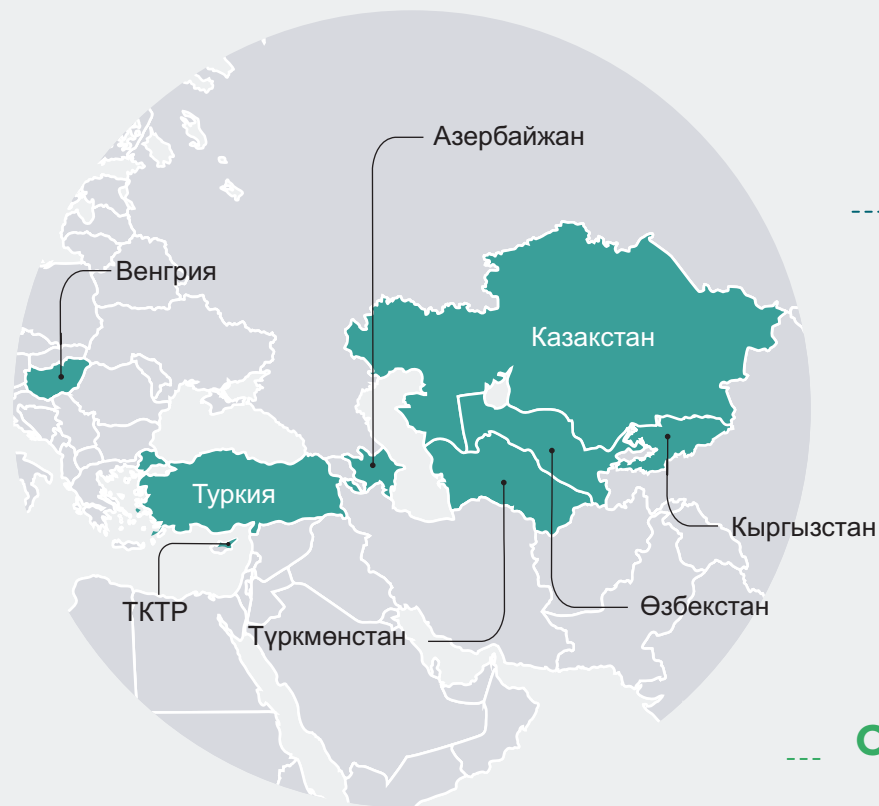 Азербайжан
Венгрия
Казакстан
Туркия
Кыргызстан
ТКТР
Өзбекстан
Түркмөнстан